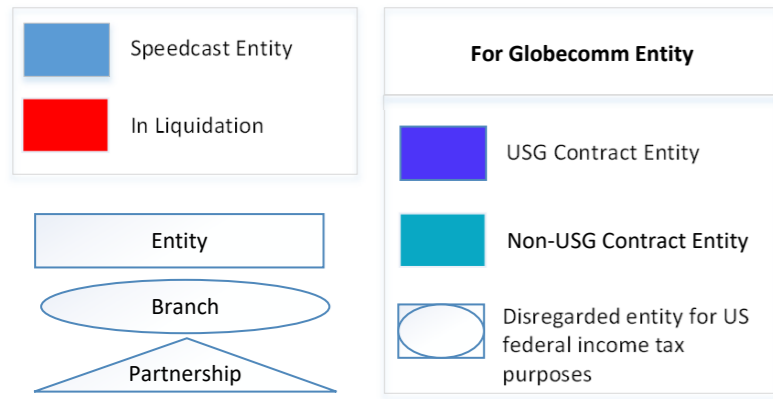 Speedcast Entity
In Liquidation
Entity
Branch
Partnership
For Globecomm Entity
USG Contract Entity
Non-USG Contract Entity
Disregarded entity for US
federal income tax
purposes